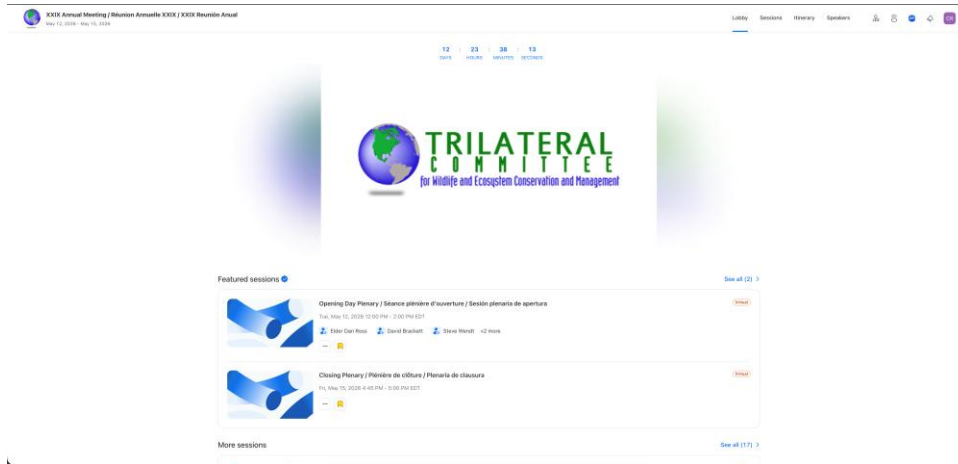 XXIX Annual Meeting / Réunion Annuelle XXIX / XXIX Reunión Anual
May 12, 2026 - May 15, 2026
Lobby Sessions Itinerary Speakers
12 : 23 : 38 : 13
DAYS HOURS MINUTES SECONDS
TRILATERAL
COMMITTEE
for Wildlife and Ecosystem Conservation and Management
Featured sessions
See all (2) >
Opening Day Plenary / Séance plénière d'ouverture / Sesión plenaria de apertura
Virtual
Tue, May 12, 2026 12:00 PM - 2:00 PM EDT
Elder Dan Ross David Brackett Steve Wendt +2 more
Closing Plenary / Plénière de clôture / Plenaria de clausura
Virtual
Fri, May 15, 2026 4:45 PM - 5:00 PM EDT
More sessions
See all (17) >